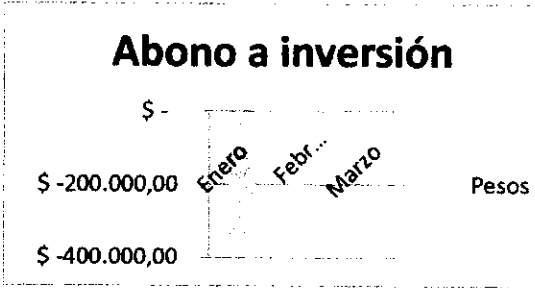 Abono a inversión
$ -
$ -200.000,00
$ -400.000,00
Enero
Febr...
Marzo
Pesos